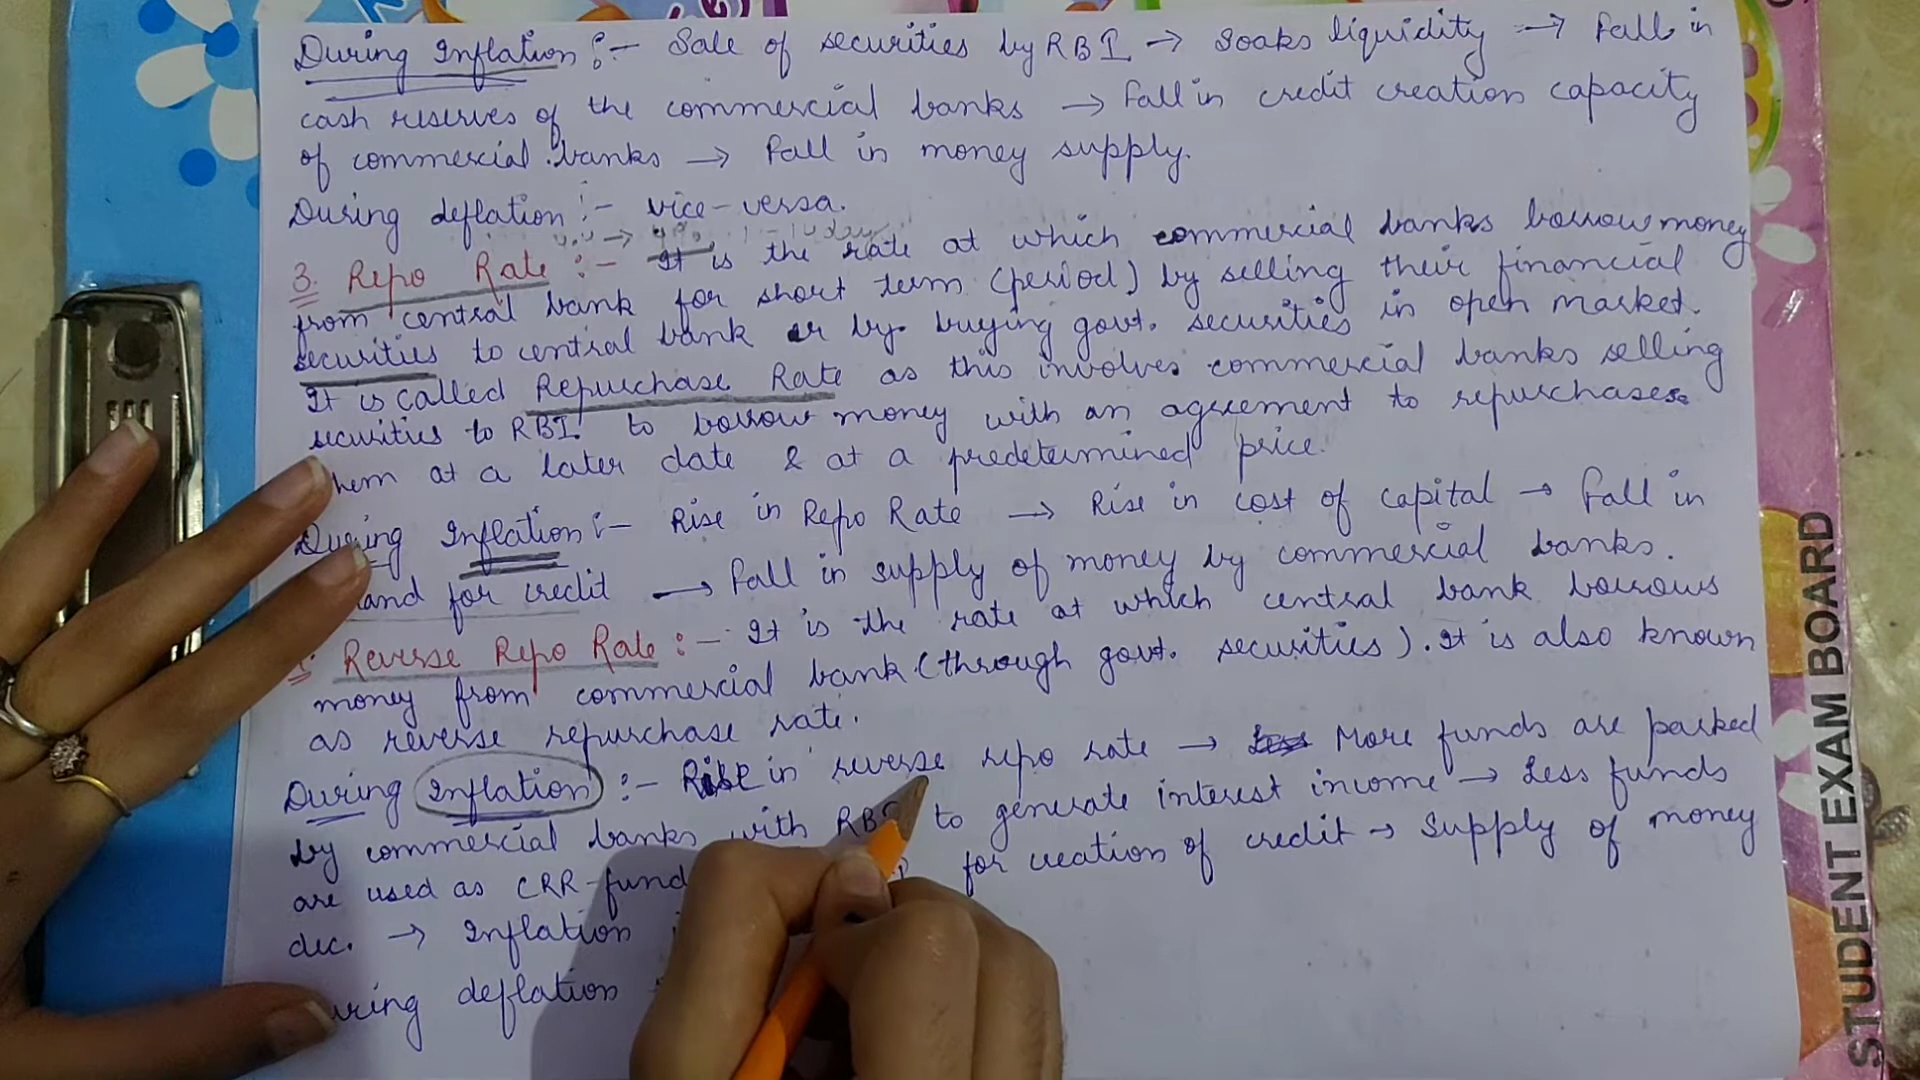 During Inflation :- Sale of securities by RBI → Soaks liquidity → Fall in
cash reserves of the commercial banks → Fall in credit creation capacity
of commercial banks → Fall in money supply.
During deflation :- vice-versa.
3. Repo Rate :- It is the rate at which commercial banks borrow money
from central bank for short term (period) by selling their financial
securities to central bank or by buying govt. securities in open market.
It is called Repurchase Rate as this involves commercial banks selling
securities to RBI to borrow money with an agreement to repurchases
them at a later date & at a predetermined price.
During Inflation :- Rise in Repo Rate → Rise in cost of capital → Fall in
and for credit → Fall in supply of money by commercial banks.
Reverse Repo Rate :- It is the rate at which central bank borrows
money from commercial bank (through govt. securities). It is also known
as reverse repurchase rate.
During Inflation :- Rise in reverse repo rate → More funds are parked
by commercial banks with RBI to generate interest income → Less funds
are used as CRR-fund for creation of credit → Supply of money
dec. → Inflation
uring deflation
STUDENT EXAM BOARD